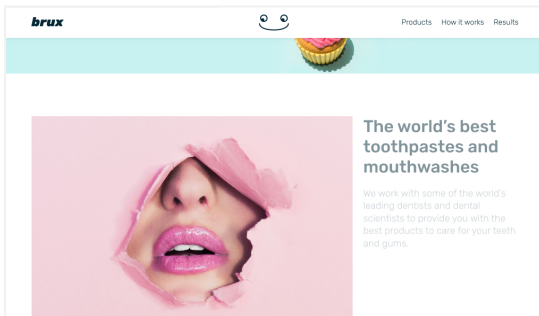 brux
Products How it works Results
The world's best
toothpastes and
mouthwashes
We work with some of the world's
leading dentists and dental
scientists to provide you with the
best products to care for your teeth
and gums.